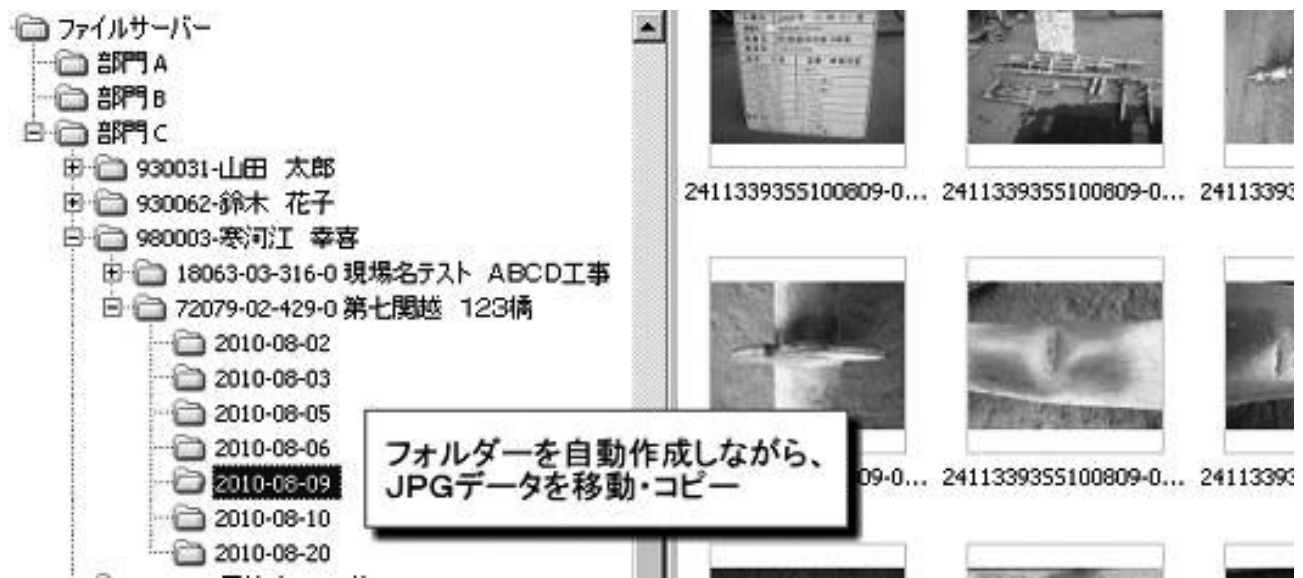 ファイルサーバー
部門A
部門B
部門C
930031-山田 太郎
930062-鈴木 花子
980003-寒河江 幸喜
18063-03-316-0 現場名テスト ABCD工事
72079-02-429-0 第七関越 123橋
2010-08-02
2010-08-03
2010-08-05
2010-08-06
2010-08-09
2010-08-10
2010-08-20
フォルダーを自動作成しながら、
JPGデータを移動・コピー
2411339355100809-0... 2411339355100809-0... 24113393
09-0... 2411339355100809-0... 24113393